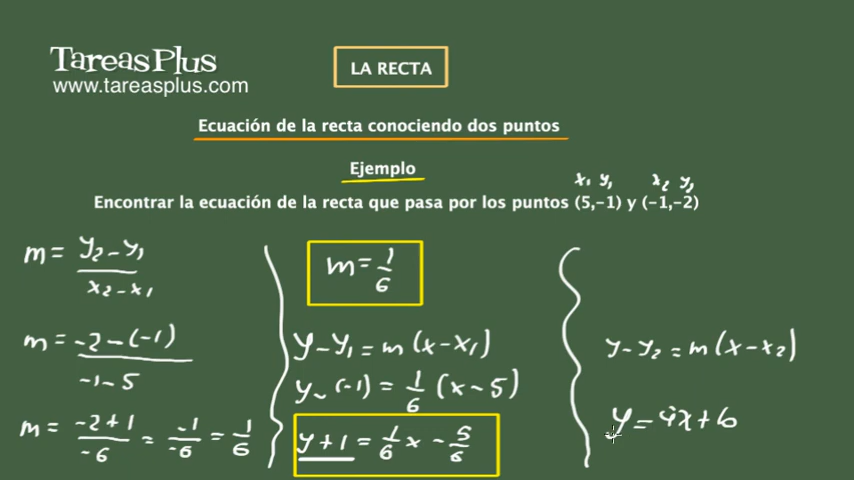 TareasPlus
www.tareasplus.com
LA RECTA
Ecuación de la recta conociendo dos puntos
Ejemplo
x₁ y₁ x₂ y₂
Encontrar la ecuación de la recta que pasa por los puntos (5,-1) y (-1,-2)
m = y₂ - y₁ / x₂ - x₁
m = -2 - (-1) / -1 - 5
m = -2+1 / -6 = -1 / -6 = 1 / 6
m = 1 / 6
y - y₁ = m (x - x₁)
y - (-1) = 1/6 (x - 5)
y + 1 = 1/6 x - 5/6
y - y₂ = m (x - x₂)